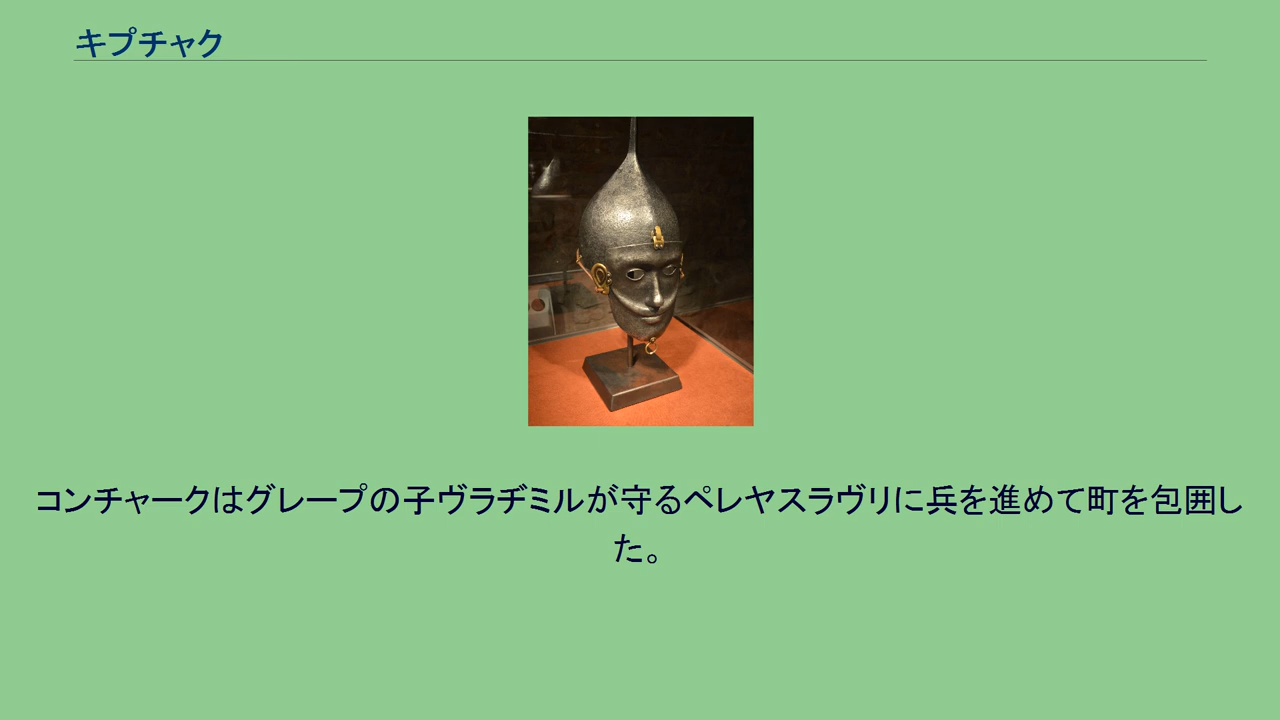 キプチャク
コンチャークはグレープの子ヴラヂミルが守るペレヤスラヴリに兵を進めて町を包囲し
た。